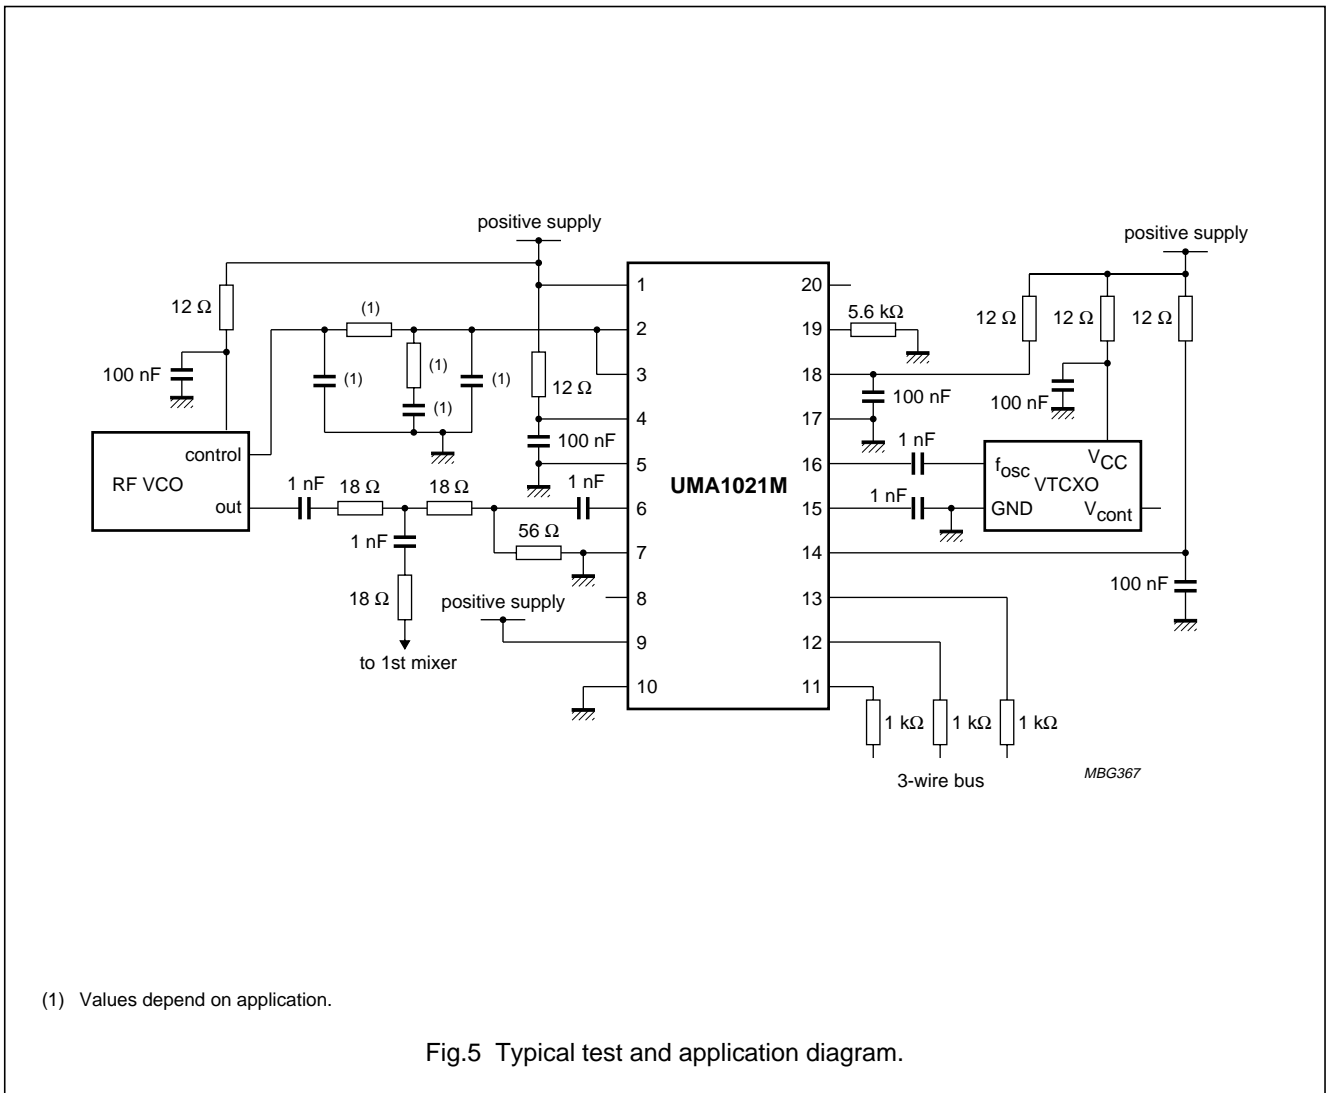 positive supply
positive supply
12 Ω
(1)
1
2
3
4
5
6
7
8
9
10
20
19
18
17
16
15
14
13
12
11
5.6 kΩ
12 Ω
12 Ω
12 Ω
100 nF
(1)
(1)
(1)
(1)
12 Ω
100 nF
100 nF
100 nF
control
RF VCO
out
UMA1021M
1 nF
fosc
VCC
VTCXO
GND
Vcont
1 nF
1 nF
18 Ω
18 Ω
1 nF
1 nF
56 Ω
18 Ω
to 1st mixer
positive supply
100 nF
1 kΩ
1 kΩ
1 kΩ
3-wire bus
MBG367
(1) Values depend on application.
Fig.5 Typical test and application diagram.